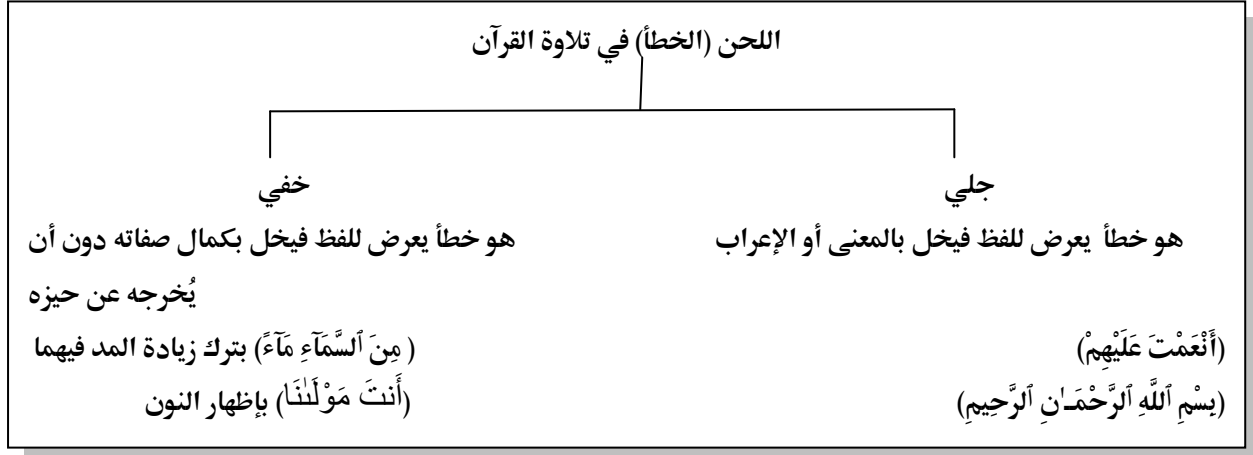 اللحن (الخطأ) في تلاوة القرآن
جلي
خفي
هو خطأ يعرض للفظ فيخل بالمعنى أو الإعراب
هو خطأ يعرض للفظ فيخل بكمال صفاته دون أن
يُخرجه عن حيزه
(أَنْعَمْتَ عَلَيْهِمْ)
(بِسْمِ ٱللَّهِ ٱلرَّحْمَـٰنِ ٱلرَّحِيمِ)
( مِنَ ٱلسَّمَآءِ مَآءً) بترك زيادة المد فيهما
(أَنتَ مَوْلَىٰنَا) بإظهار النون